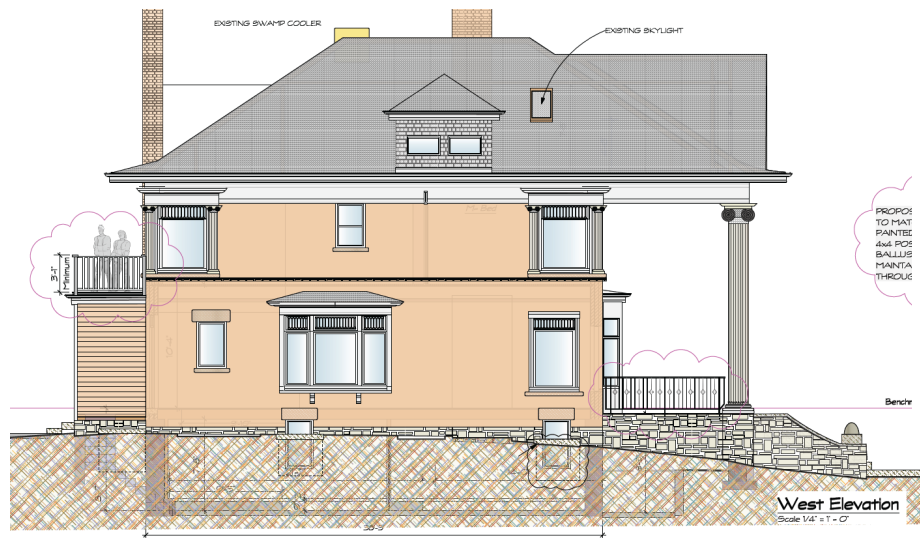 EXISTING SWAMP COOLER
EXISTING SKYLIGHT
PROPOS
TO MAT
PAINTED
4x4 POS
BALLUS
MAINTA
THROUG
3'-1"
Minimum
Benchm
West Elevation
Scale 1/4" = 1' - 0"